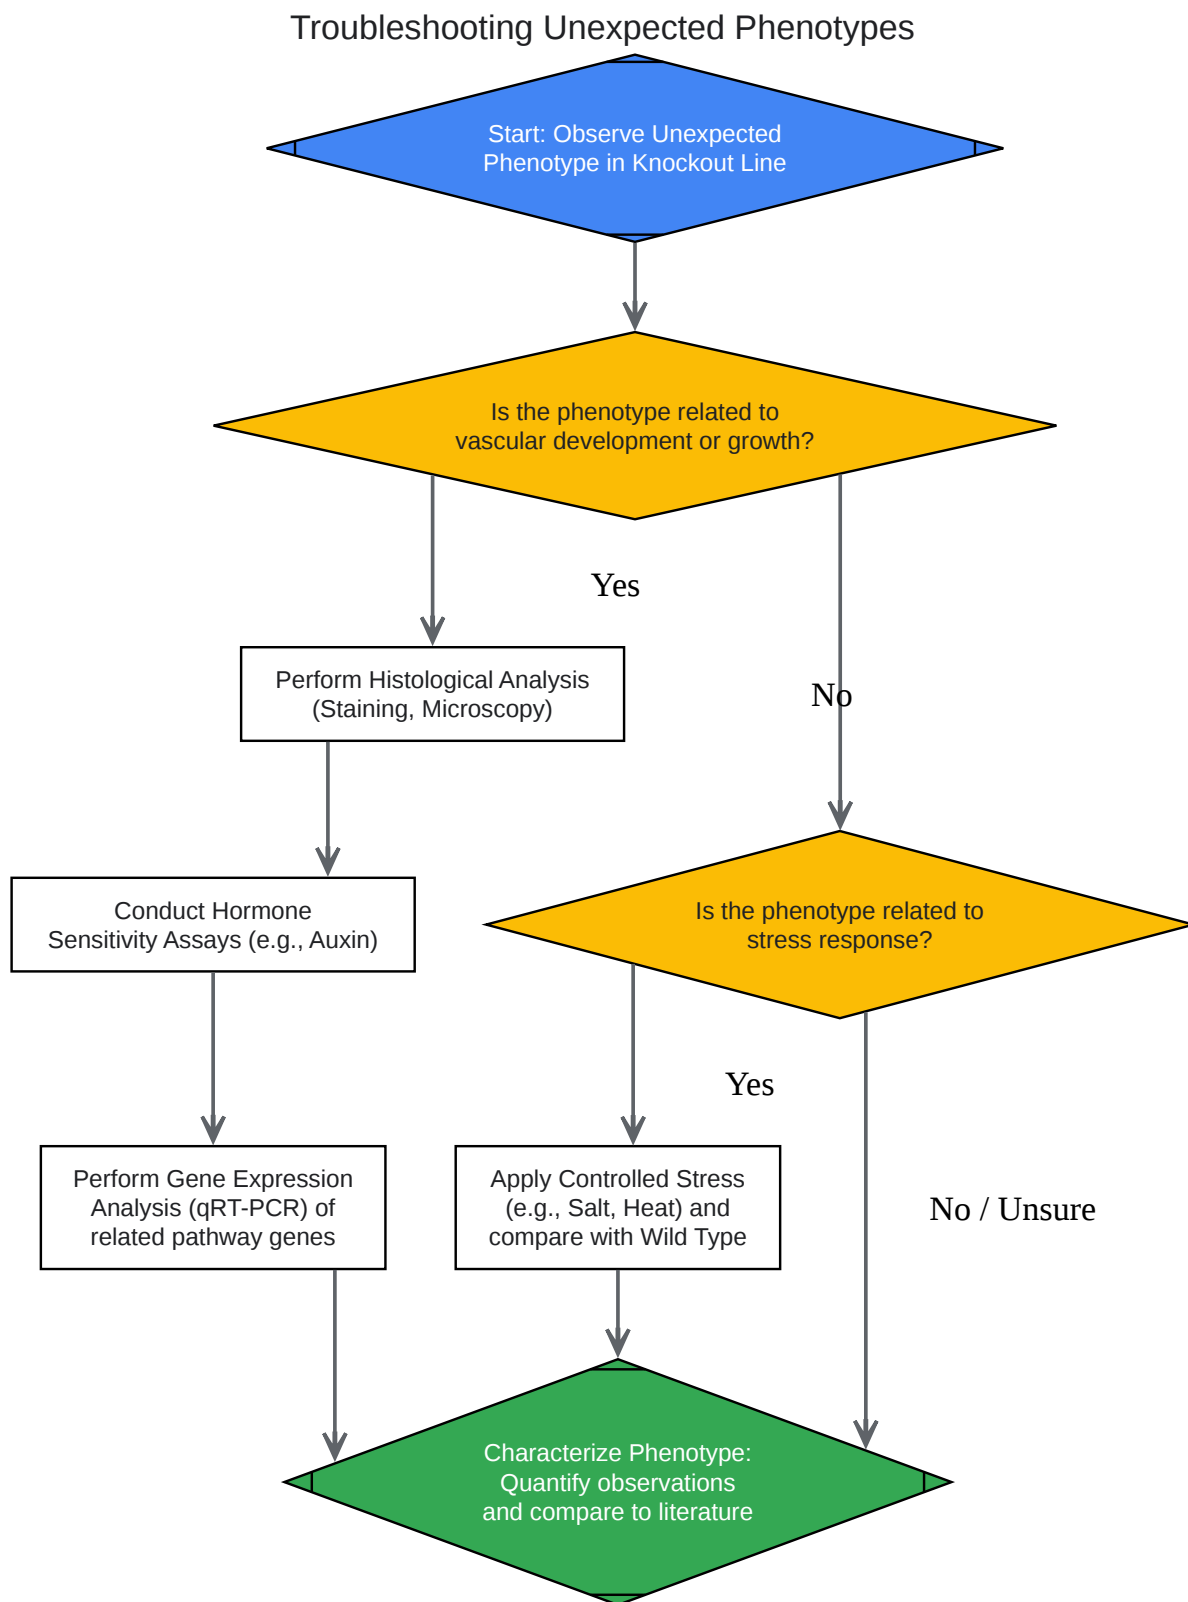 Troubleshooting Unexpected Phenotypes
Start: Observe Unexpected
Phenotype in Knockout Line
Is the phenotype related to
vascular development or growth?
Yes
Perform Histological Analysis
(Staining, Microscopy)
No
Conduct Hormone
Sensitivity Assays (e.g., Auxin)
Is the phenotype related to
stress response?
Yes
Perform Gene Expression
Analysis (qRT-PCR) of
related pathway genes
Apply Controlled Stress
(e.g., Salt, Heat) and
compare with Wild Type
No / Unsure
Characterize Phenotype:
Quantify observations
and compare to literature